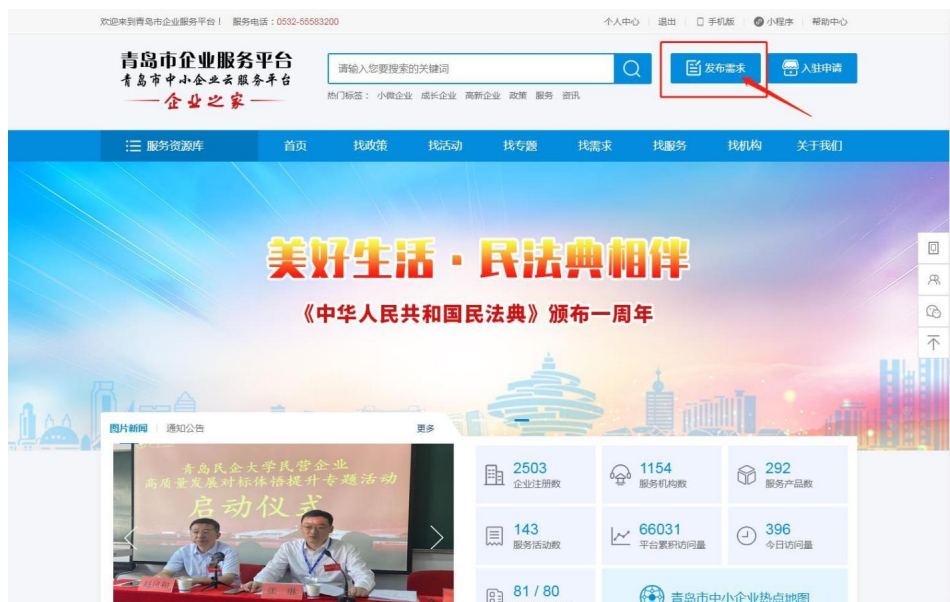 欢迎来到青岛市企业服务平台！ 服务电话：0532-55583200
个人中心 退出 手机版 小程序 帮助中心
青岛市企业服务平台
青岛市中小企业云服务平台
企业之家
请输入您要搜索的关键词
发布需求
入驻申请
热门标签： 小微企业 成长企业 高新企业 政策 服务 资讯
服务资源库 首页 找政策 找活动 找专题 找需求 找服务 找机构 关于我们
美好生活·民法典相伴
《中华人民共和国民法典》颁布一周年
图片新闻 通知公告 更多
青岛民企大学民营企业
高质量发展对标体悟提升专题活动
启动仪式
2503
企业注册数
1154
服务机构数
292
服务产品数
143
服务活动数
66031
平台累积访问量
396
今日访问量
81 / 80
青岛市中小企业热点地图